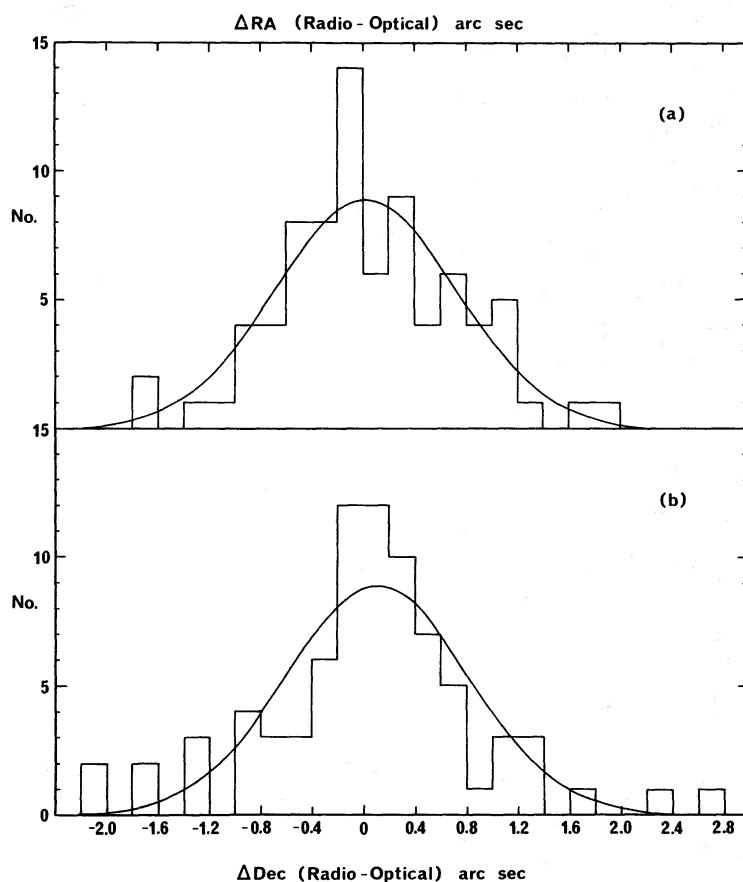 ΔRA (Radio - Optical) arc sec
15
(a)
10
No.
5
15
(b)
10
No.
5
0
-2.0 -1.6 -1.2 -0.8 -0.4 0 0.4 0.8 1.2 1.6 2.0 2.4 2.8
ΔDec (Radio - Optical) arc sec